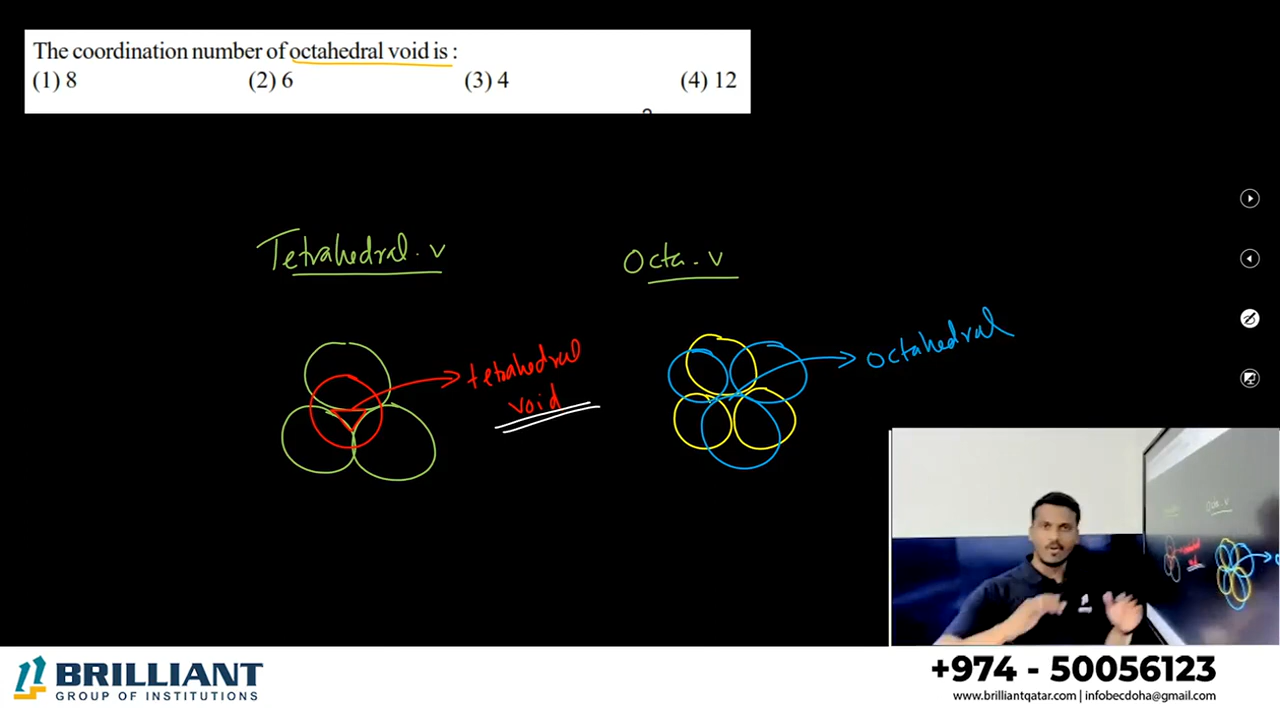 The coordination number of octahedral void is :
(1) 8 (2) 6 (3) 4 (4) 12
Tetrahedral. v
Octa. v
tetrahedral
void
octahedral
Octa. v
BRILLIANT
GROUP OF INSTITUTIONS
+974 - 50056123
www.brilliantqatar.com | infobecdoha@gmail.com